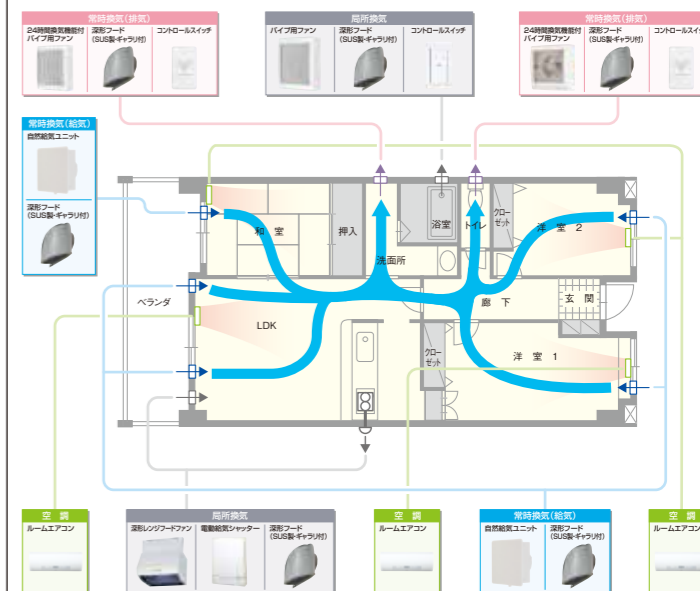 常時換気(排気)
24時間換気機能付
パイプ用ファン
深形フード
(SUS製・ギャラリ付)
コントロールスイッチ
局所換気
パイプ用ファン
深形フード
(SUS製・ギャラリ付)
コントロールスイッチ
常時換気(排気)
24時間換気機能付
パイプ用ファン
深形フード
(SUS製・ギャラリ付)
コントロールスイッチ
常時換気(給気)
自然給気ユニット
深形フード
(SUS製・ギャラリ付)
和室
押入
洗面所
浴室
トイレ
クロー
ゼット
洋室 2
ベランダ
LDK
廊下
玄関
クロー
ゼット
洋室 1
空調
ルームエアコン
局所換気
深形レンジフードファン
電動給気シャッター
深形フード
(SUS製・ギャラリ付)
空調
ルームエアコン
常時換気(給気)
自然給気ユニット
深形フード
(SUS製・ギャラリ付)
空調
ルームエアコン